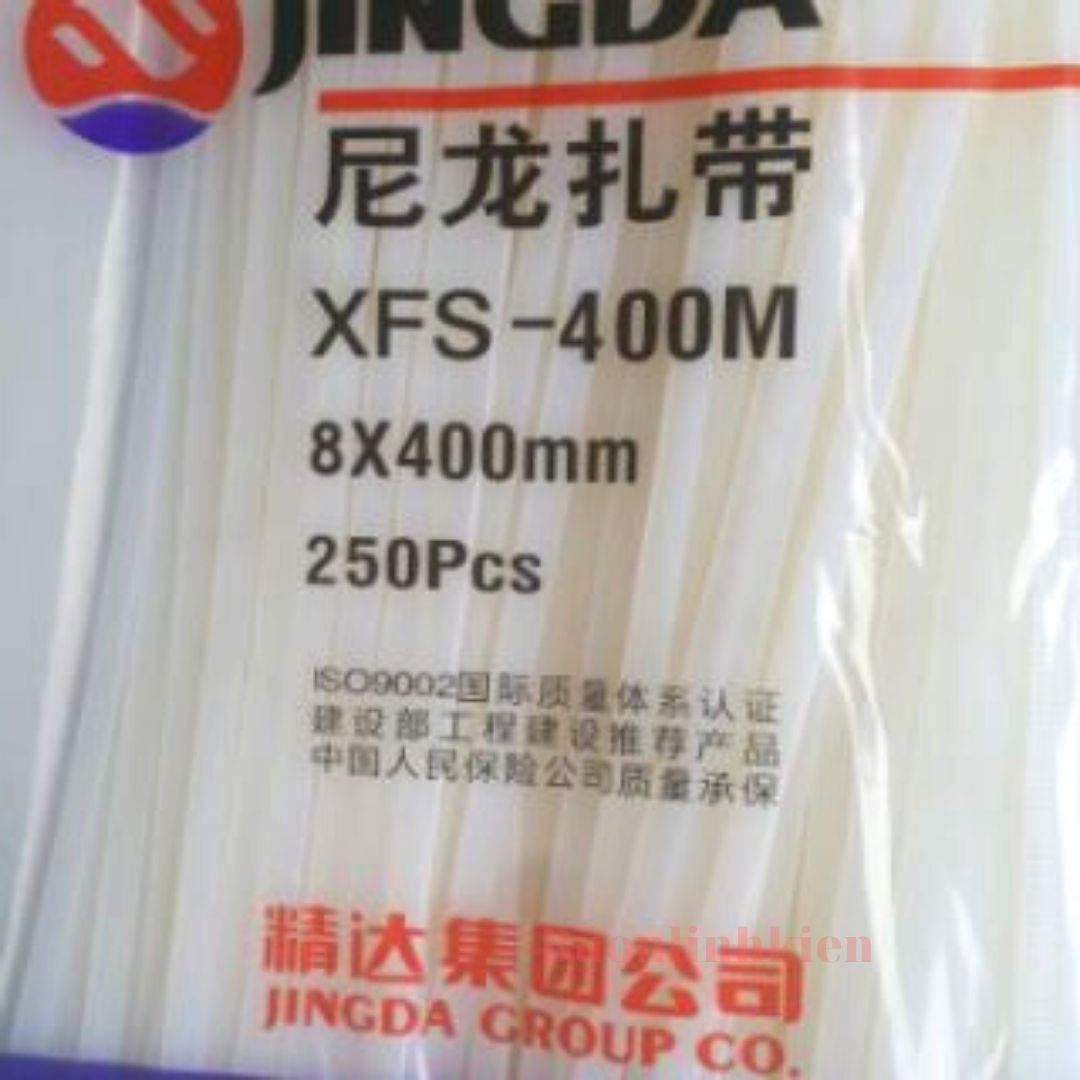 JINGDA
尼龙扎带
XFS-400M
8X400mm
250Pcs
ISO9002国际质量体系认证
建设部工程建设推荐产品
中国人民保险公司质量承保
精达集团公司
JINGDA GROUP CO.